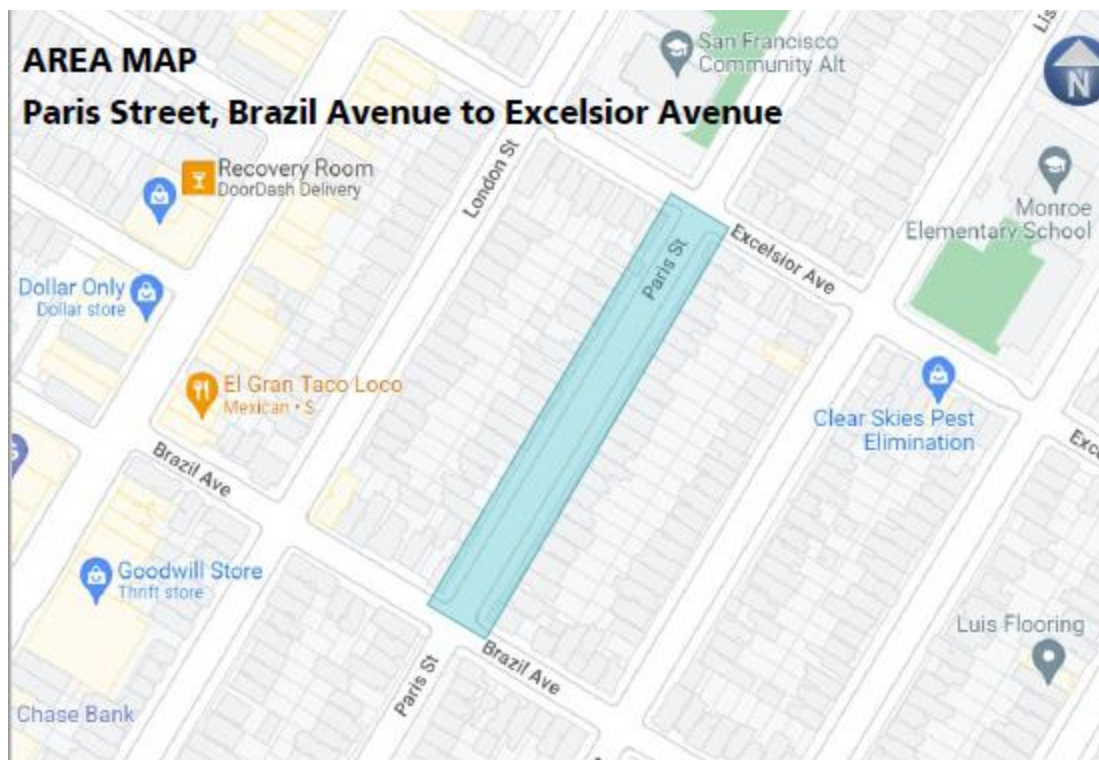 AREA MAP
Paris Street, Brazil Avenue to Excelsior Avenue
San Francisco
Community Alt
N
Recovery Room
DoorDash Delivery
London St
Monroe
Elementary School
Paris St
Excelsior Ave
Dollar Only
Dollar store
El Gran Taco Loco
Mexican • S
Clear Skies Pest
Elimination
Brazil Ave
Goodwill Store
Thrift store
Luis Flooring
Brazil Ave
Paris St
Chase Bank